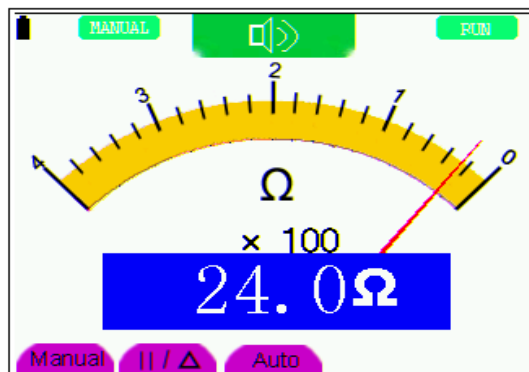 MANUAL RUN
4 3 2 1 0
Ω
× 100
24.0Ω
Manual || / Δ Auto